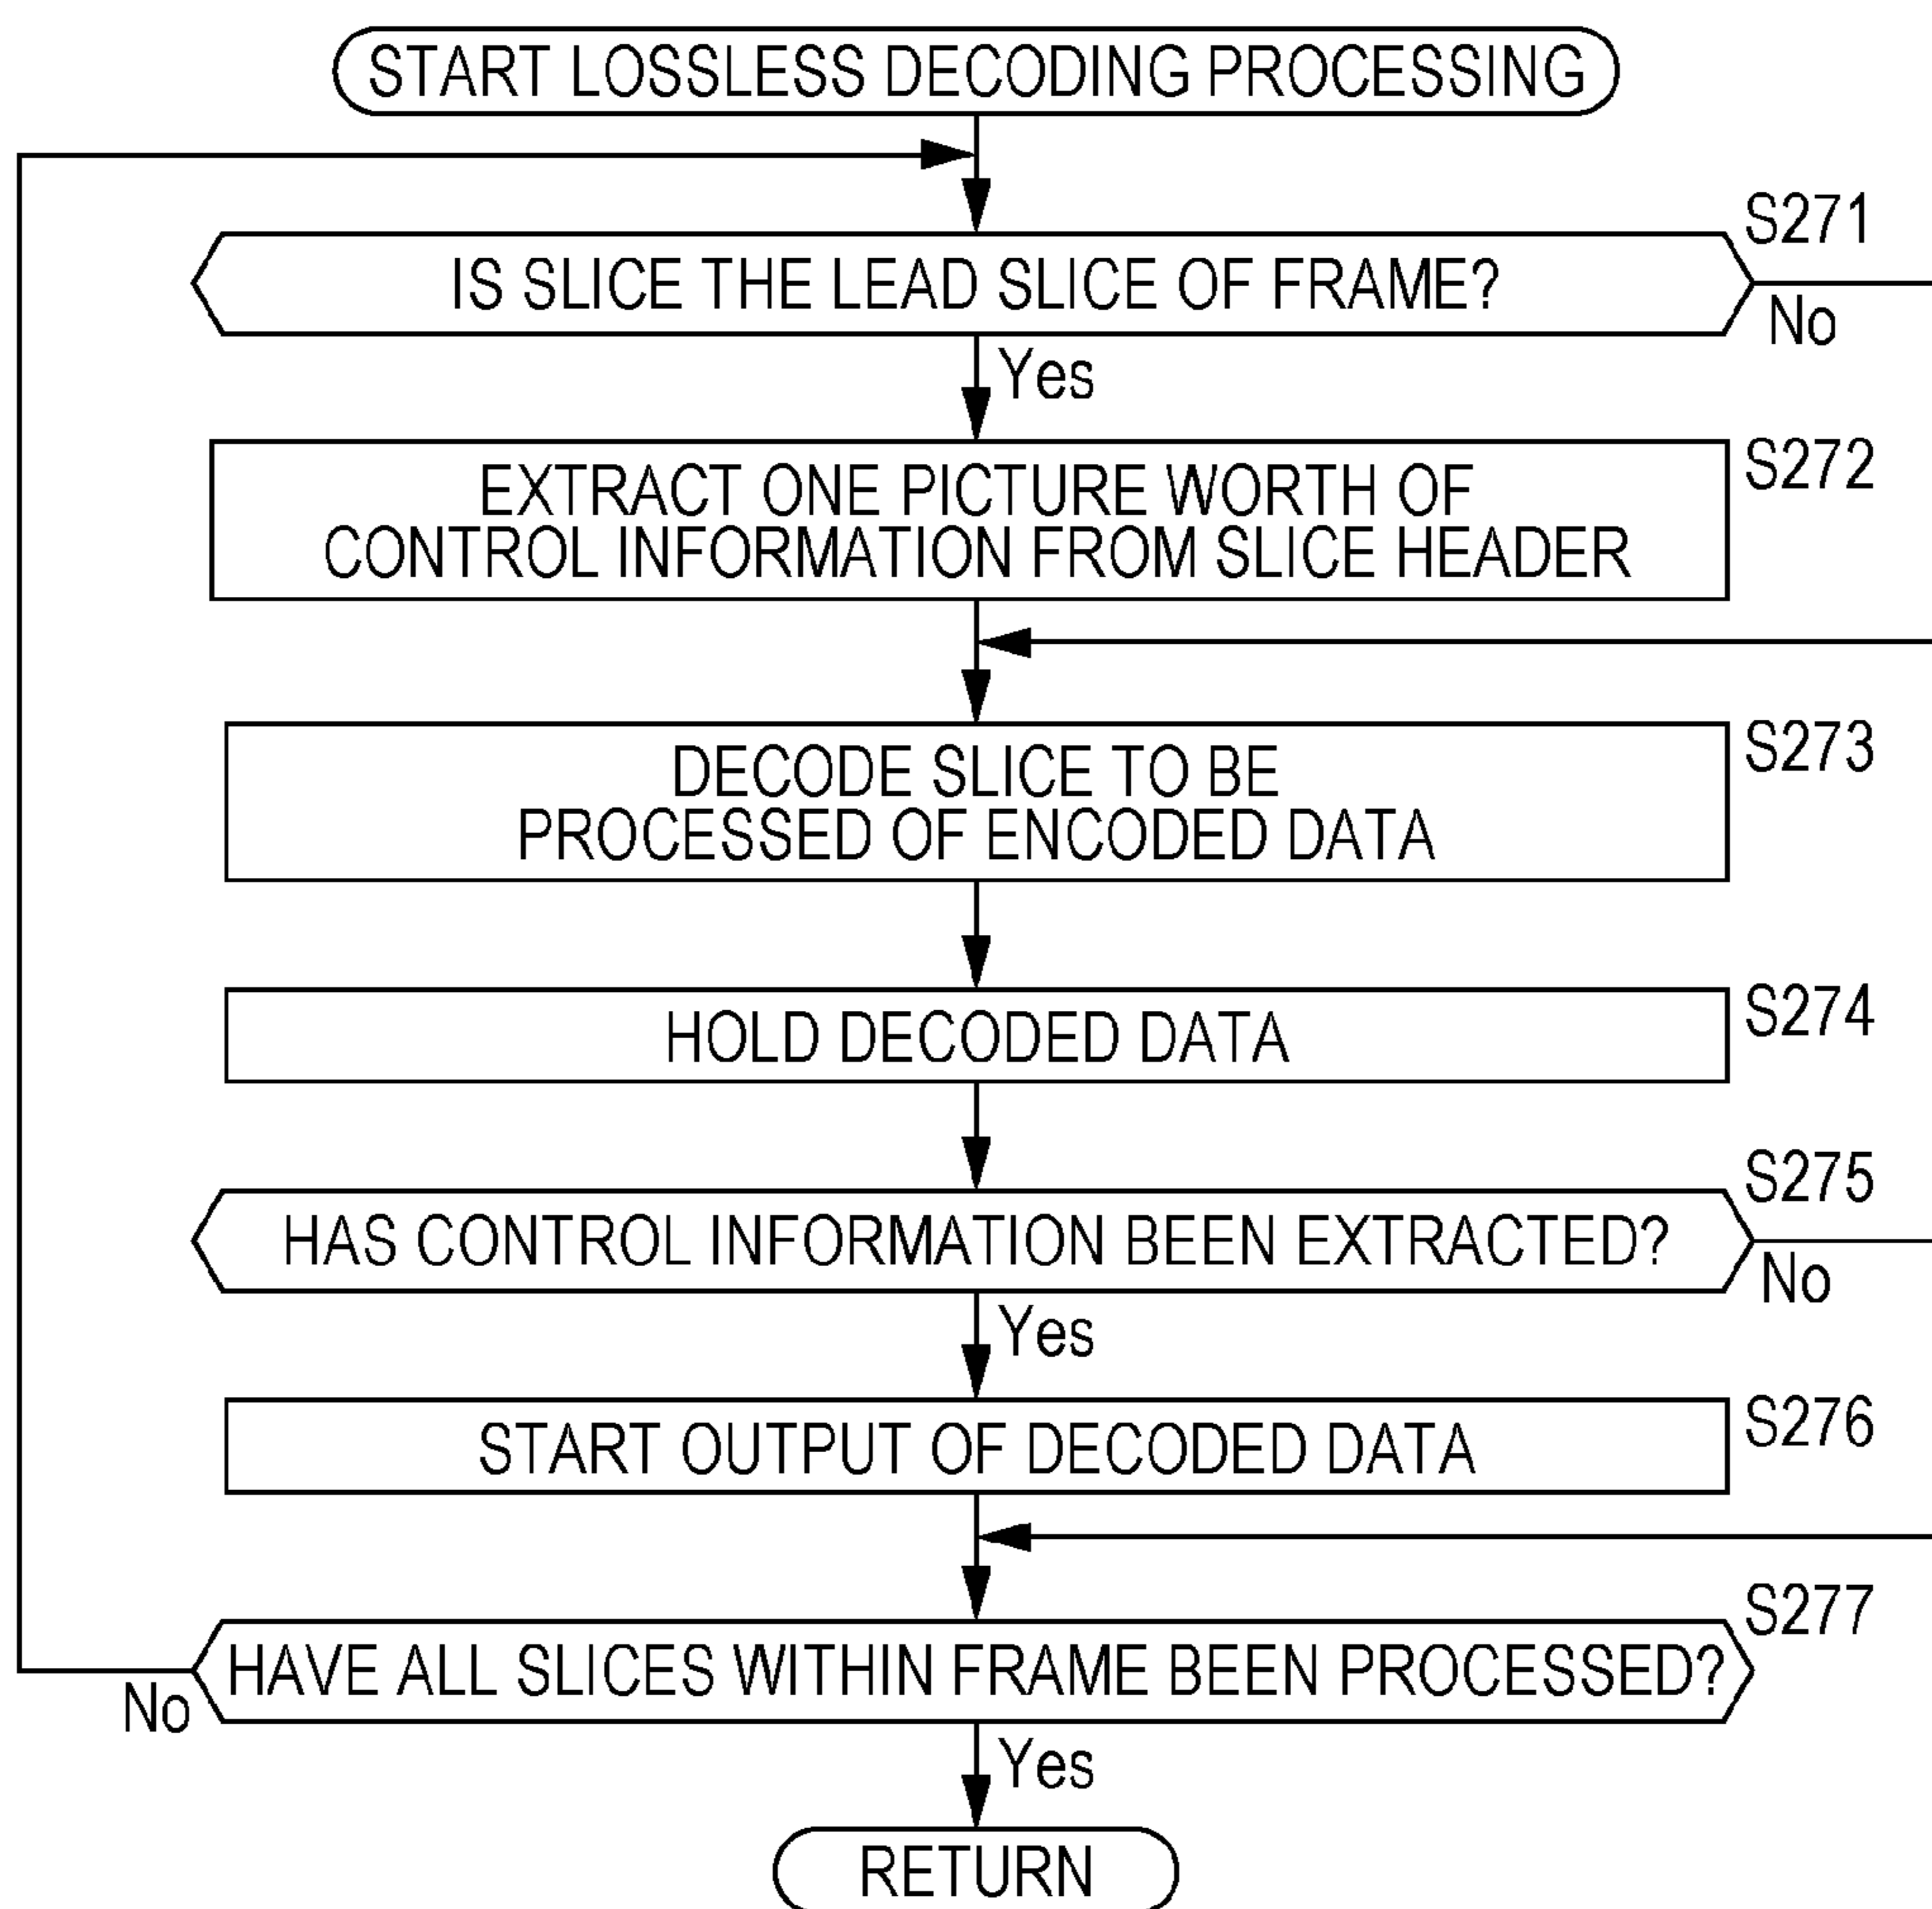 START LOSSLESS DECODING PROCESSING
S271
IS SLICE THE LEAD SLICE OF FRAME?
No
Yes
S272
EXTRACT ONE PICTURE WORTH OF
CONTROL INFORMATION FROM SLICE HEADER
S273
DECODE SLICE TO BE
PROCESSED OF ENCODED DATA
S274
HOLD DECODED DATA
S275
HAS CONTROL INFORMATION BEEN EXTRACTED?
No
Yes
S276
START OUTPUT OF DECODED DATA
S277
HAVE ALL SLICES WITHIN FRAME BEEN PROCESSED?
No
Yes
RETURN